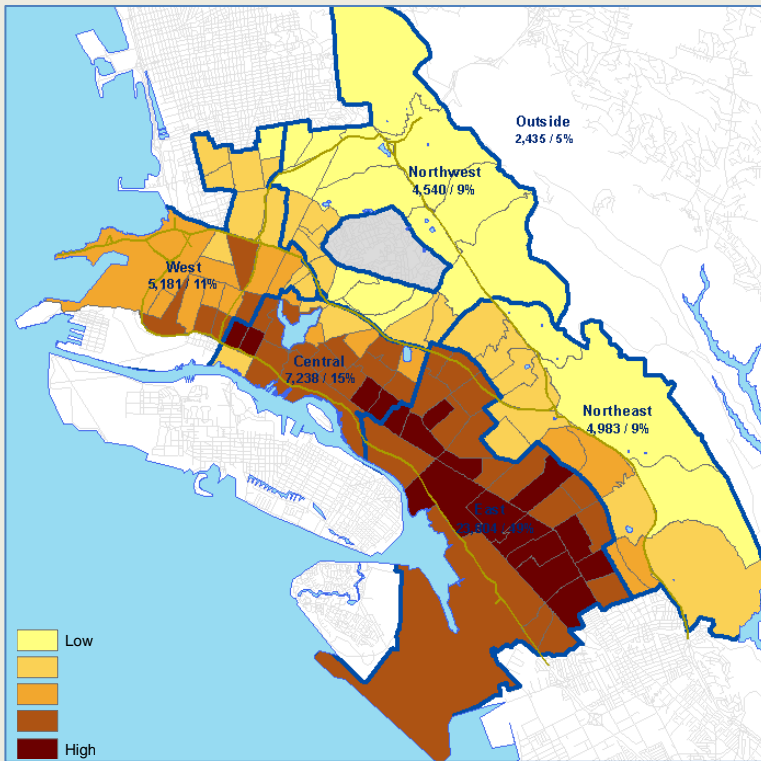 Outside
2,435 / 5%
Northwest
4,540 / 9%
West
5,181 / 11%
Central
7,238 / 15%
Northeast
4,983 / 9%
East
Low
High